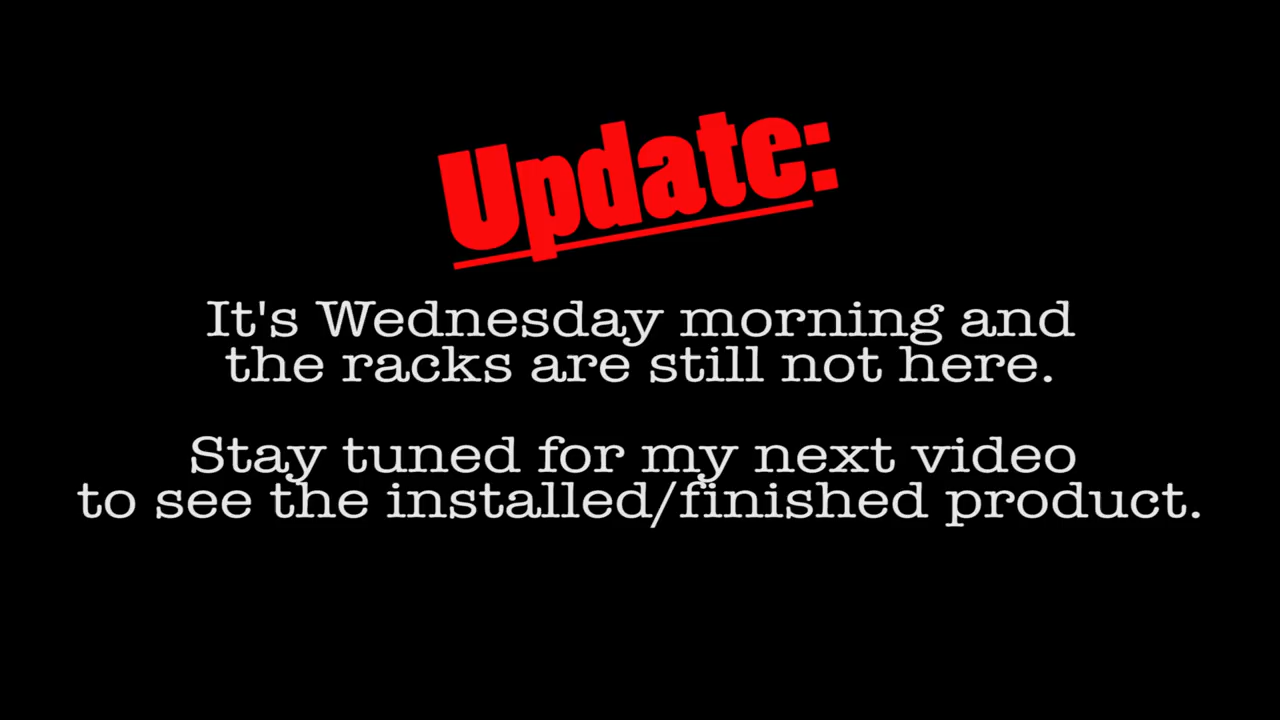 Update:
It's Wednesday morning and
the racks are still not here.
Stay tuned for my next video
to see the installed/finished product.